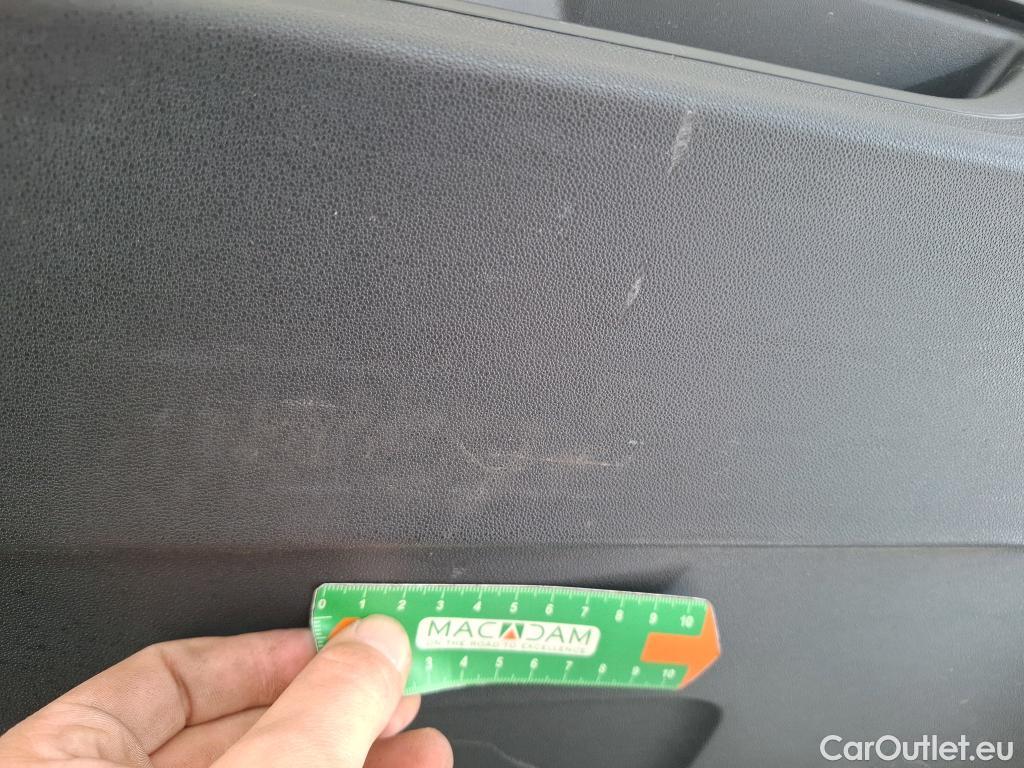 0 1 2 3 4 5 6 7 8 9 10
MACADAM
ON THE ROAD TO EXCELLENCE
3 4 5 6 7 8 9 10
CarOutlet.eu